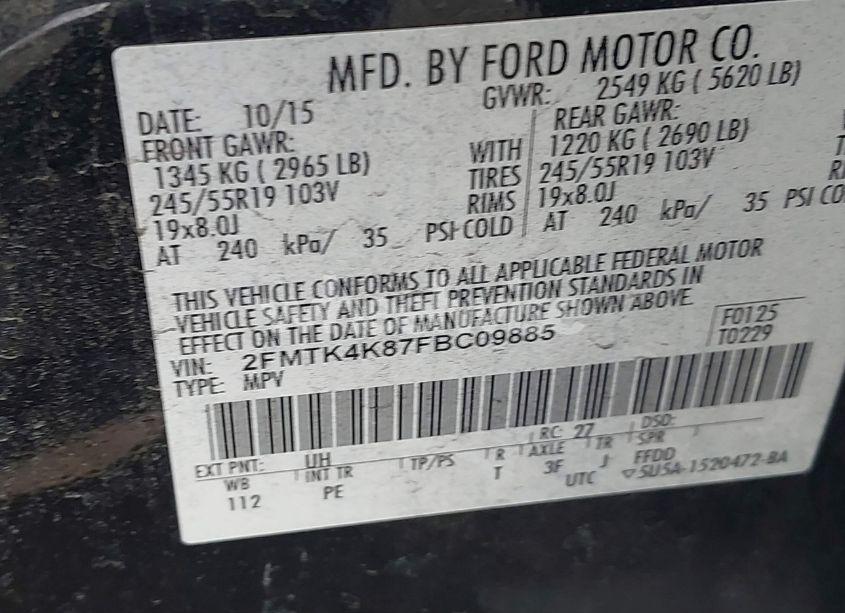 MFD. BY FORD MOTOR CO.
DATE: 10/15 GVWR: 2549 KG ( 5620 LB)
FRONT GAWR: REAR GAWR:
1345 KG ( 2965 LB) WITH 1220 KG ( 2690 LB)
245/55R19 103V TIRES 245/55R19 103V
19x8.0J RIMS 19x8.0J
AT 240 kPa/ 35 PSI COLD AT 240 kPa/ 35 PSI CO
THIS VEHICLE CONFORMS TO ALL APPLICABLE FEDERAL MOTOR
VEHICLE SAFETY AND THEFT PREVENTION STANDARDS IN
EFFECT ON THE DATE OF MANUFACTURE SHOWN ABOVE.
VIN: 2FMTK4K87FBC09885 F0125
TYPE: MPV T0229
EXT PNT: UH RC: 27 DSO:
WB INT TR TP/PS R AXLE TR SPR
112 PE T 3F J FFDD
UTC ▽5U5A-1520472-BA